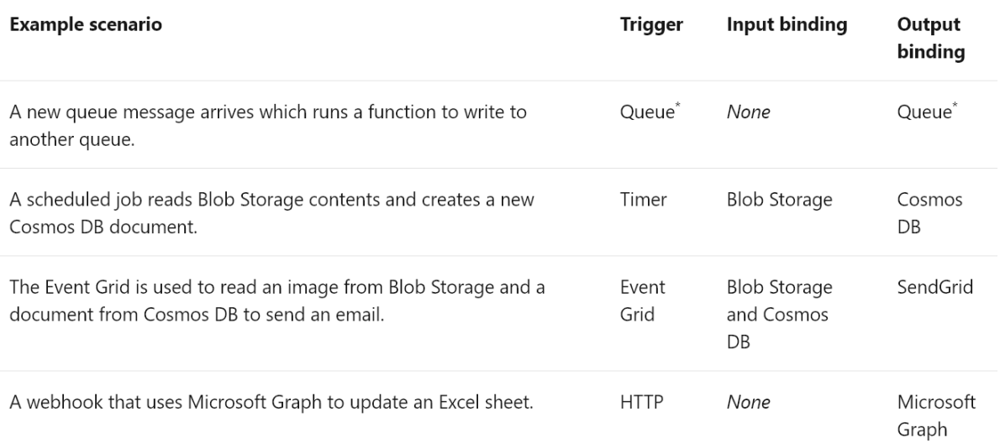 Example scenario Trigger Input binding Output
binding
A new queue message arrives which runs a function to write to Queue* None Queue*
another queue.
A scheduled job reads Blob Storage contents and creates a new Timer Blob Storage Cosmos
Cosmos DB document. DB
The Event Grid is used to read an image from Blob Storage and a Event Blob Storage SendGrid
document from Cosmos DB to send an email. Grid and Cosmos
DB
A webhook that uses Microsoft Graph to update an Excel sheet. HTTP None Microsoft
Graph